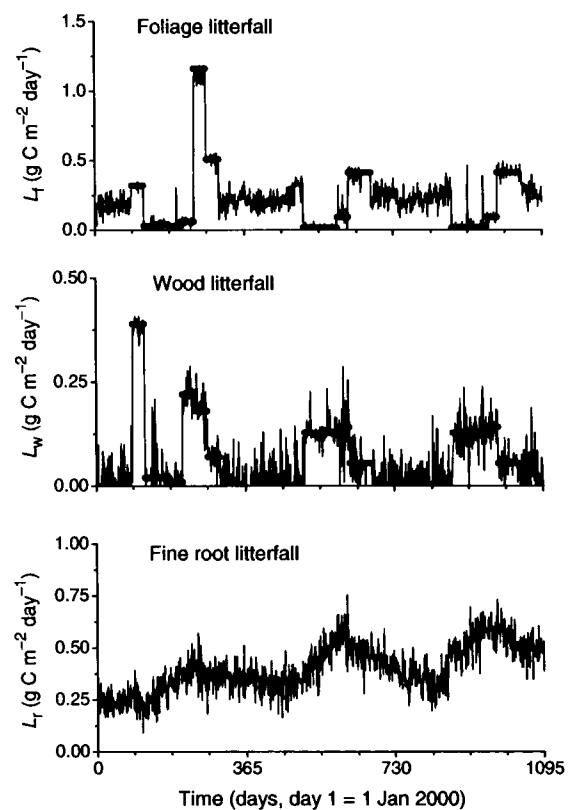 Foliage litterfall
1.5
1.0
0.5
0.0
Lf (g C m⁻² day⁻¹)
Wood litterfall
0.50
0.25
0.00
Lw (g C m⁻² day⁻¹)
Fine root litterfall
1.00
0.75
0.50
0.25
0.00
Lr (g C m⁻² day⁻¹)
0 365 730 1095
Time (days, day 1 = 1 Jan 2000)